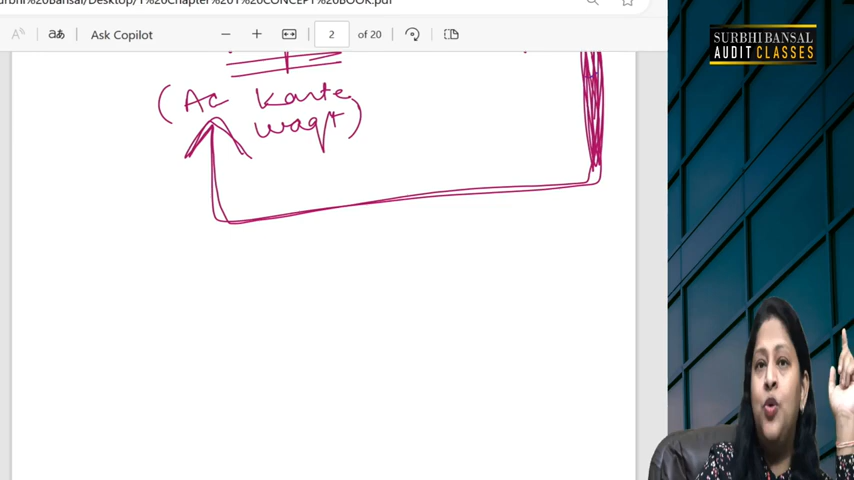 urbhi%20Bansal/Desktop/1%20Chapter%201%20CONCEPT%20BOOK.pdf
Ask Copilot
2 of 20
SURBHI BANSAL
AUDIT CLASSES
(Ac Karte
waqt)